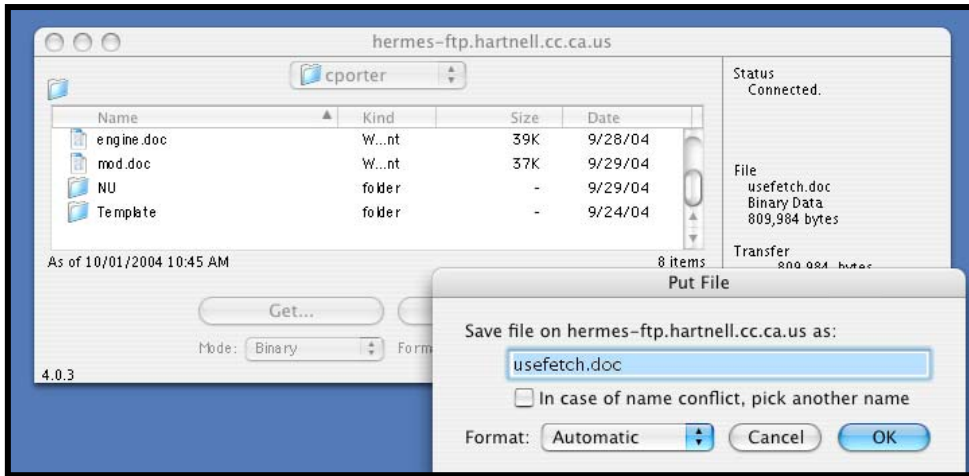 hermes-ftp.hartnell.cc.ca.us
cporter
Name Kind Size Date
engine.doc W...nt 39K 9/28/04
mod.doc W...nt 37K 9/29/04
NU folder - 9/29/04
Template folder - 9/24/04
As of 10/01/2004 10:45 AM 8 items
Get...
Mode: Binary Form
4.0.3
Status
Connected.
File
usefetch.doc
Binary Data
809,984 bytes
Transfer
809,984 bytes
Put File
Save file on hermes-ftp.hartnell.cc.ca.us as:
usefetch.doc
In case of name conflict, pick another name
Format: Automatic Cancel OK